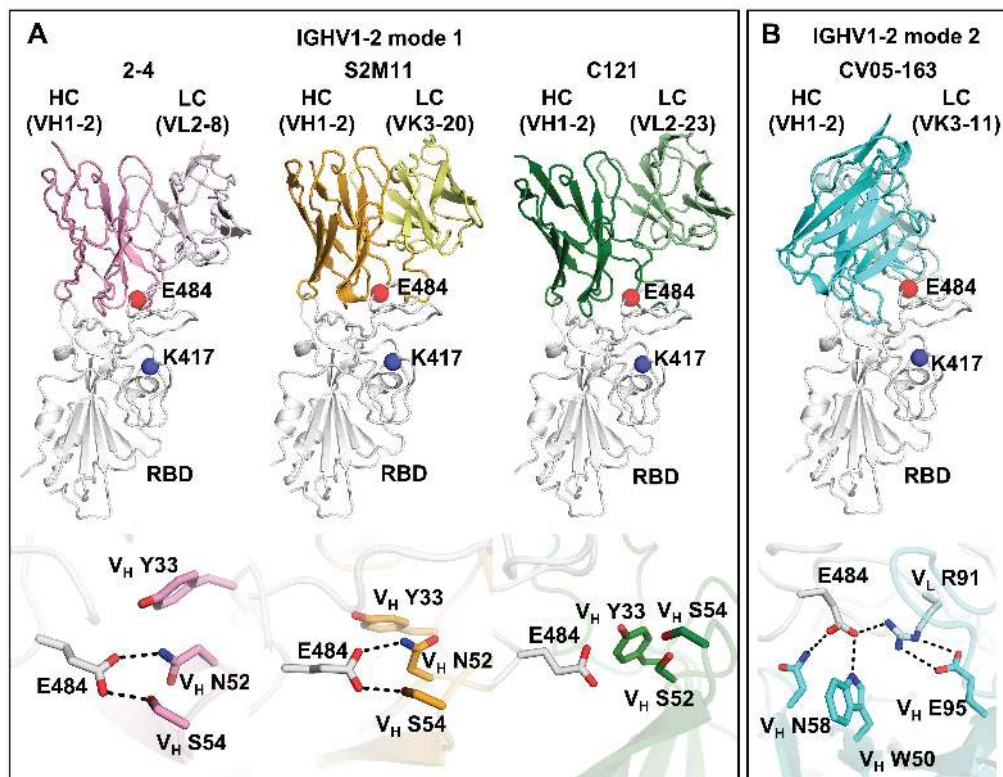 A
IGHV1-2 mode 1
2-4
S2M11
C121
HC
LC
HC
LC
HC
LC
(VH1-2)
(VL2-8)
(VH1-2)
(VK3-20)
(VH1-2)
(VL2-23)
E484
E484
E484
K417
K417
K417
RBD
RBD
RBD
VH Y33
E484
VH N52
VH S54
VH Y33
E484
VH N52
VH S54
VH Y33
VH S54
E484
VH S52
B
IGHV1-2 mode 2
CV05-163
HC
LC
(VH1-2)
(VK3-11)
E484
K417
RBD
E484
VL R91
VH N58
VH E95
VH W50